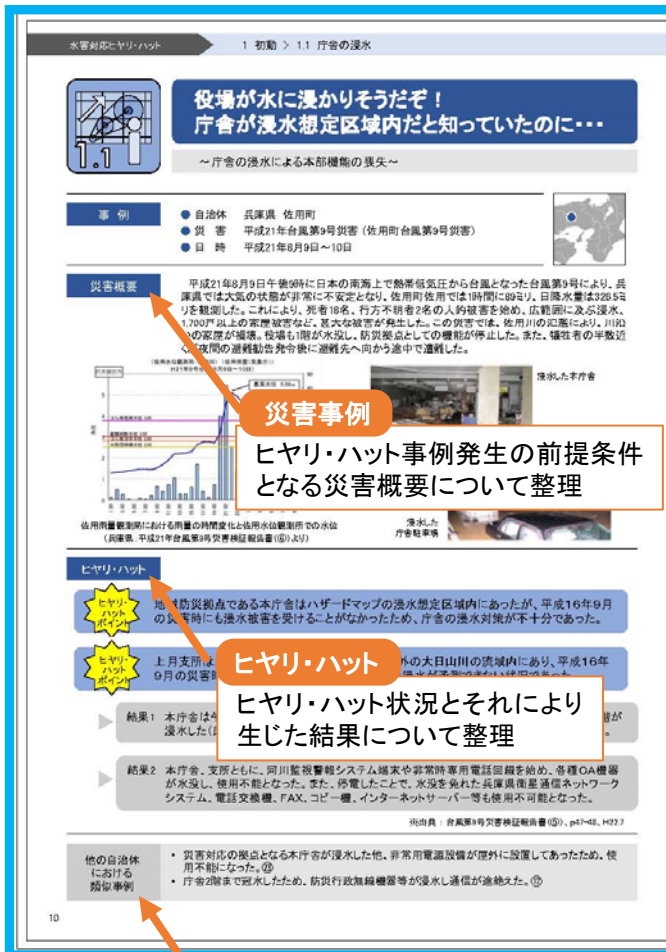 水害対応ヒヤリ・ハット
1 初動 > 1.1 庁舎の浸水
1.1
役場が水に浸かりそうだぞ！
庁舎が浸水想定区域内だと知っていたのに・・・
～庁舎の浸水による本部機能の喪失～
事 例
● 自治体 兵庫県 佐用町
● 災 害 平成21年台風第9号災害（佐用町台風第9号災害）
● 日 時 平成21年8月9日～10日
災害概要
平成21年8月9日午後9時に日本の南海上で熱帯低気圧から台風となった台風第9号により、兵
庫県では大気の状態が非常に不安定となり、佐用町佐用では1時間に89ミリ、日降水量は326.5ミ
リを観測した。これにより、死者18名、行方不明者2名の人的被害を始め、広範囲に及ぶ浸水、
1,700戸以上の家屋被害など、甚大な被害が発生した。この災害では、佐用川の氾濫により、川沿
の家屋が損壊。役場も1階が水没し、防災拠点としての機能が停止した。また、犠牲者の半数近
くは夜間の避難勧告発令後に避難先へ向かう途中で遭難した。
浸水した本庁舎
災害事例
ヒヤリ・ハット事例発生の前提条件
となる災害概要について整理
佐用雨量観測局における雨量の時間変化と佐用水位観測所での水位
（兵庫県：平成21年台風第9号災害検証報告書（⑥）より）
浸水した
庁舎駐車場
ヒヤリ・ハット
ヒヤリ・
ハット
ポイント
地域防災拠点である本庁舎はハザードマップの浸水想定区域内にあったが、平成16年9月
の災害時にも浸水被害を受けることがなかったため、庁舎の浸水対策が不十分であった。
ヒヤリ・
ハット
ポイント
上月支所は 外の大日山川の流域内にあり、平成16年
9月の災害時
ヒヤリ・ハット
ヒヤリ・ハット状況とそれにより
生じた結果について整理
結果1 本庁舎は 階が
浸水した
結果2 本庁舎、支所ともに、河川監視警報システム端末や非常時専用電話回線を始め、各種OA機器
が水没し、使用不能となった。また、停電したことで、水没を免れた兵庫衛星通信ネットワーク
システム、電話交換機、FAX、コピー機、インターネットサーバー等も使用不可能となった。
※出典：台風第9号災害検証報告書（⑤）、p47-48、H22.7
他の自治体
における
類似事例
・ 災害対応の拠点となる本庁舎が浸水した他、非常用電源設備が屋外に設置してあったため、使
用不能になった。㉓
・ 庁舎2階まで冠水したため、防災行政無線機器等が浸水し通信が途絶えた。⑰
10